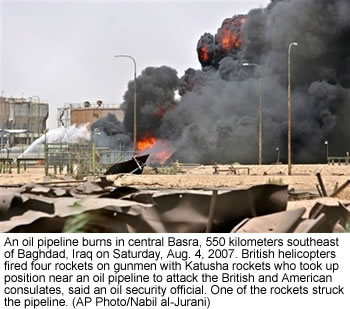 An oil pipeline burns in central Basra, 550 kilometers southeast
of Baghdad, Iraq on Saturday, Aug. 4, 2007. British helicopters
fired four rockets on gunmen with Katusha rockets who took up
position near an oil pipeline to attack the British and American
consulates, said an oil security official. One of the rockets struck
the pipeline. (AP Photo/Nabil al-Jurani)